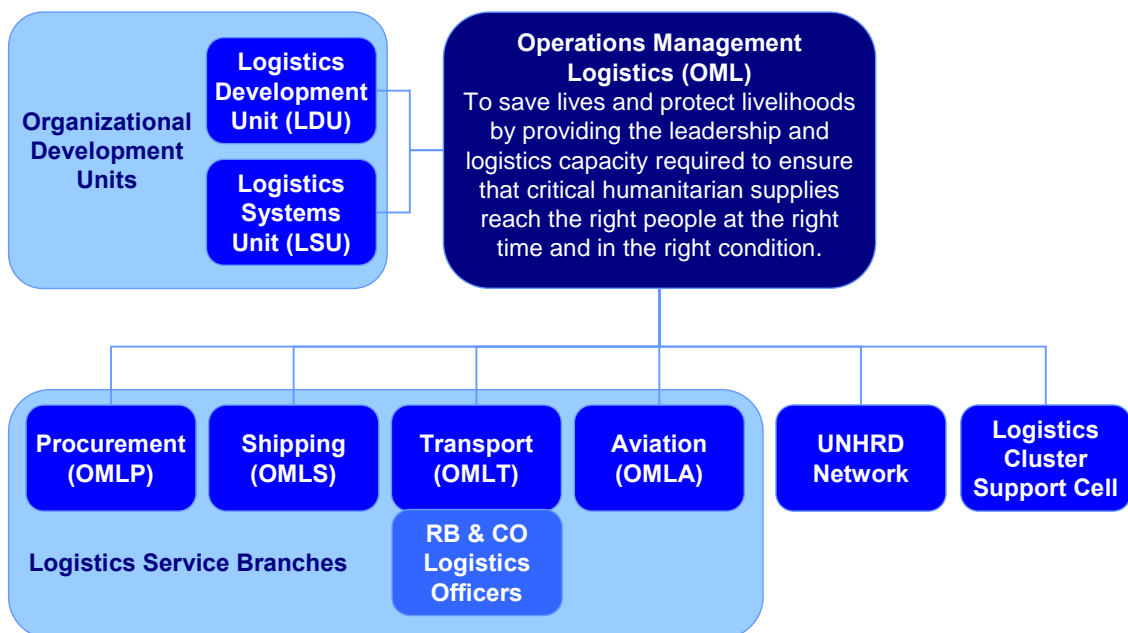 Organizational
Development
Units
Logistics
Development
Unit (LDU)
Logistics
Systems
Unit (LSU)
Operations Management
Logistics (OML)
To save lives and protect livelihoods
by providing the leadership and
logistics capacity required to ensure
that critical humanitarian supplies
reach the right people at the right
time and in the right condition.
Procurement
(OMLP)
Shipping
(OMLS)
Transport
(OMLT)
Aviation
(OMLA)
UNHRD
Network
Logistics
Cluster
Support Cell
RB & CO
Logistics
Officers
Logistics Service Branches